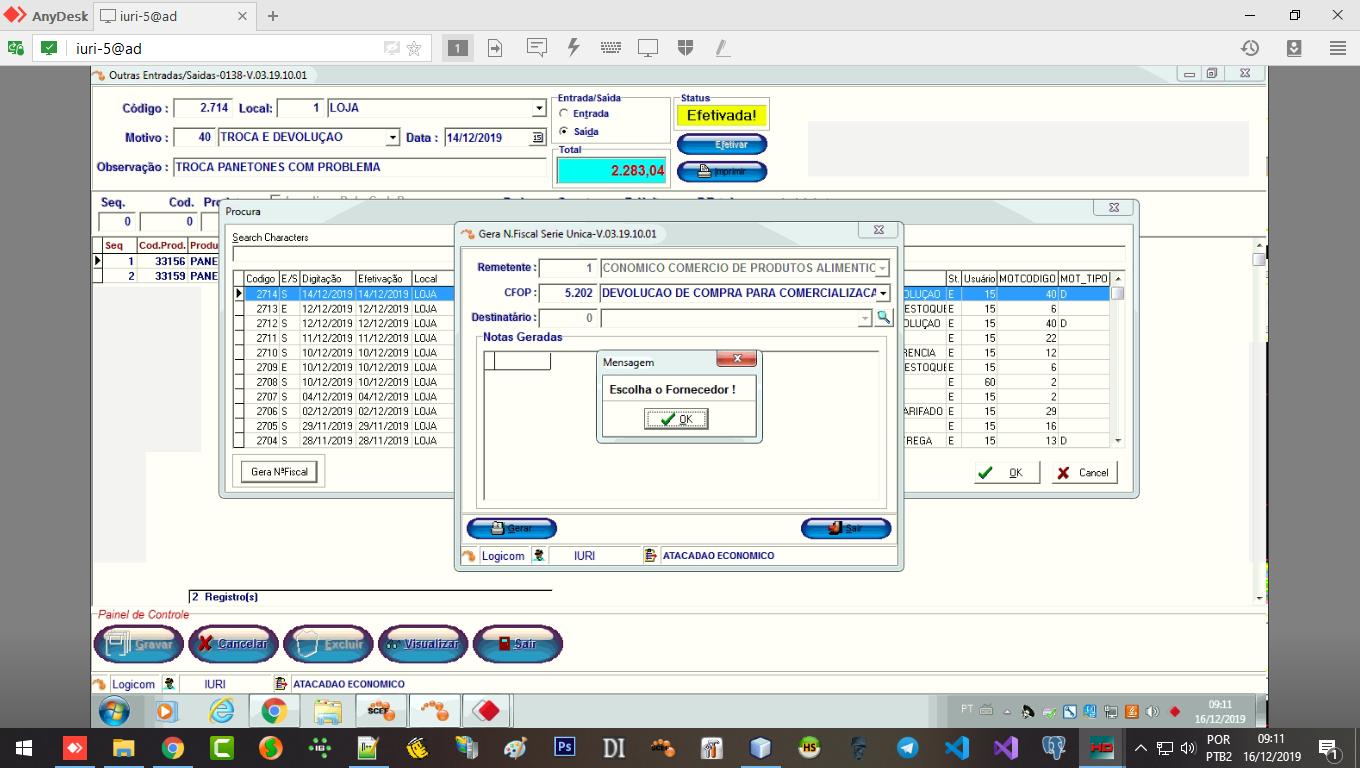 AnyDesk
iuri-5@ad
iuri-5@ad
1
Outras Entradas/Saidas-0138-V.03.19.10.01
Código : 2.714 Local: 1 LOJA
Entrada/Saída
Entrada
Saída
Status
Efetivada!
Motivo : 40 TROCA E DEVOLUÇAO Data : 14/12/2019 15
Efetivar
Total
2.283,04
Observação : TROCA PANETONES COM PROBLEMA
Imprimir
Seq. Cod.
0 0
Seq Cod.Prod. Produ
1 33156 PANE
2 33159 PANE
Procura
Search Characters
Codigo E/S Digitação Efetivação Local St. Usuário MOTCODIGO MOT_TIPO
2714 S 14/12/2019 14/12/2019 LOJA OLUÇAO E 15 40 D
2713 E 12/12/2019 12/12/2019 LOJA ESTOQUE E 15 6
2712 S 12/12/2019 12/12/2019 LOJA OLUÇAO E 15 40 D
2711 S 11/12/2019 11/12/2019 LOJA E 15 22
2710 S 10/12/2019 10/12/2019 LOJA RENCIA E 15 12
2709 E 10/12/2019 10/12/2019 LOJA ESTOQUE E 15 6
2708 S 10/12/2019 10/12/2019 LOJA E 60 2
2707 S 04/12/2019 04/12/2019 LOJA E 15 2
2706 S 02/12/2019 02/12/2019 LOJA ARIFADO E 15 29
2705 S 29/11/2019 29/11/2019 LOJA E 15 16
2704 S 28/11/2019 28/11/2019 LOJA TREGA E 15 13 D
Gera NªFiscal
OK
Cancel
Gera N.Fiscal Serie Unica-V.03.19.10.01
Remetente : 1 CONOMICO COMERCIO DE PRODUTOS ALIMENTIC
CFOP : 5.202 DEVOLUCAO DE COMPRA PARA COMERCIALIZACA
Destinatário : 0
Notas Geradas
Mensagem
Escolha o Fornecedor !
OK
Gerar
Sair
Logicom IURI ATACADAO ECONOMICO
2 Registro(s)
Painel de Controle
Gravar Cancelar Excluir Visualizar Sair
Logicom IURI ATACADAO ECONOMICO
SCEF
PT
09:11
16/12/2019
IG
Ps
DI
SCEF
HS
HD
POR
PTB2
09:11
16/12/2019
1